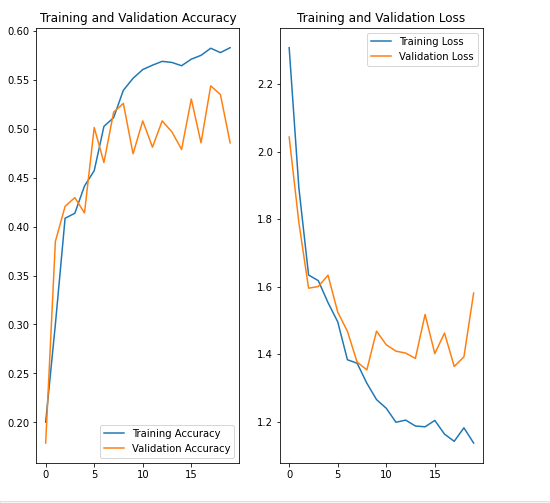 Training and Validation Accuracy
0.60
0.55
0.50
0.45
0.40
0.35
0.30
0.25
0.20
Training Accuracy
Validation Accuracy
0 5 10 15
Training and Validation Loss
Training Loss
Validation Loss
2.2
2.0
1.8
1.6
1.4
1.2
0 5 10 15